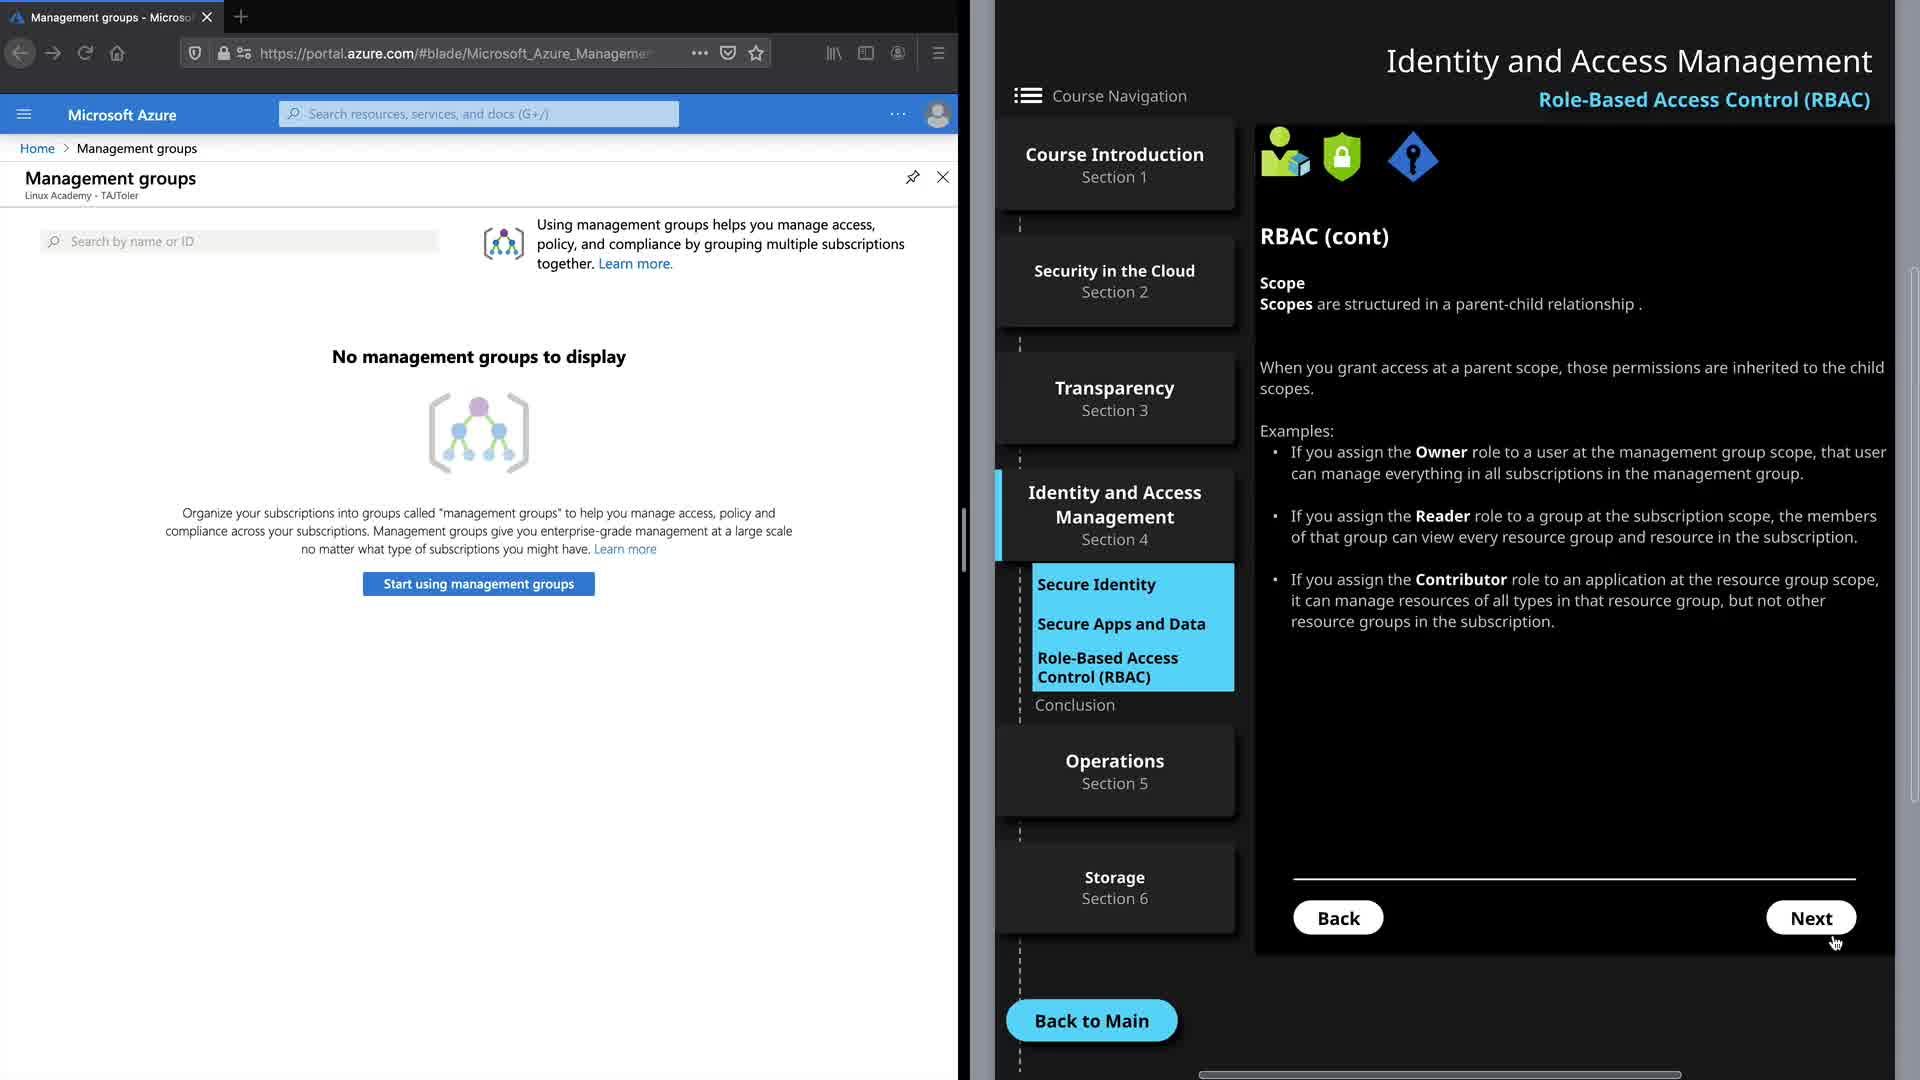 Management groups - Microsof
https://portal.azure.com/#blade/Microsoft_Azure_Manageme
Microsoft Azure
Search resources, services, and docs (G+/)
Home > Management groups
Management groups
Linux Academy - TAJToler
Search by name or ID
Using management groups helps you manage access,
policy, and compliance by grouping multiple subscriptions
together. Learn more.
No management groups to display
Organize your subscriptions into groups called "management groups" to help you manage access, policy and
compliance across your subscriptions. Management groups give you enterprise-grade management at a large scale
no matter what type of subscriptions you might have. Learn more
Start using management groups
Identity and Access Management
Role-Based Access Control (RBAC)
Course Navigation
Course Introduction
Section 1
Security in the Cloud
Section 2
Transparency
Section 3
Identity and Access
Management
Section 4
Secure Identity
Secure Apps and Data
Role-Based Access
Control (RBAC)
Conclusion
Operations
Section 5
Storage
Section 6
Back to Main
RBAC (cont)
Scope
Scopes are structured in a parent-child relationship .
When you grant access at a parent scope, those permissions are inherited to the child
scopes.
Examples:
• If you assign the Owner role to a user at the management group scope, that user
can manage everything in all subscriptions in the management group.
• If you assign the Reader role to a group at the subscription scope, the members
of that group can view every resource group and resource in the subscription.
• If you assign the Contributor role to an application at the resource group scope,
it can manage resources of all types in that resource group, but not other
resource groups in the subscription.
Back
Next